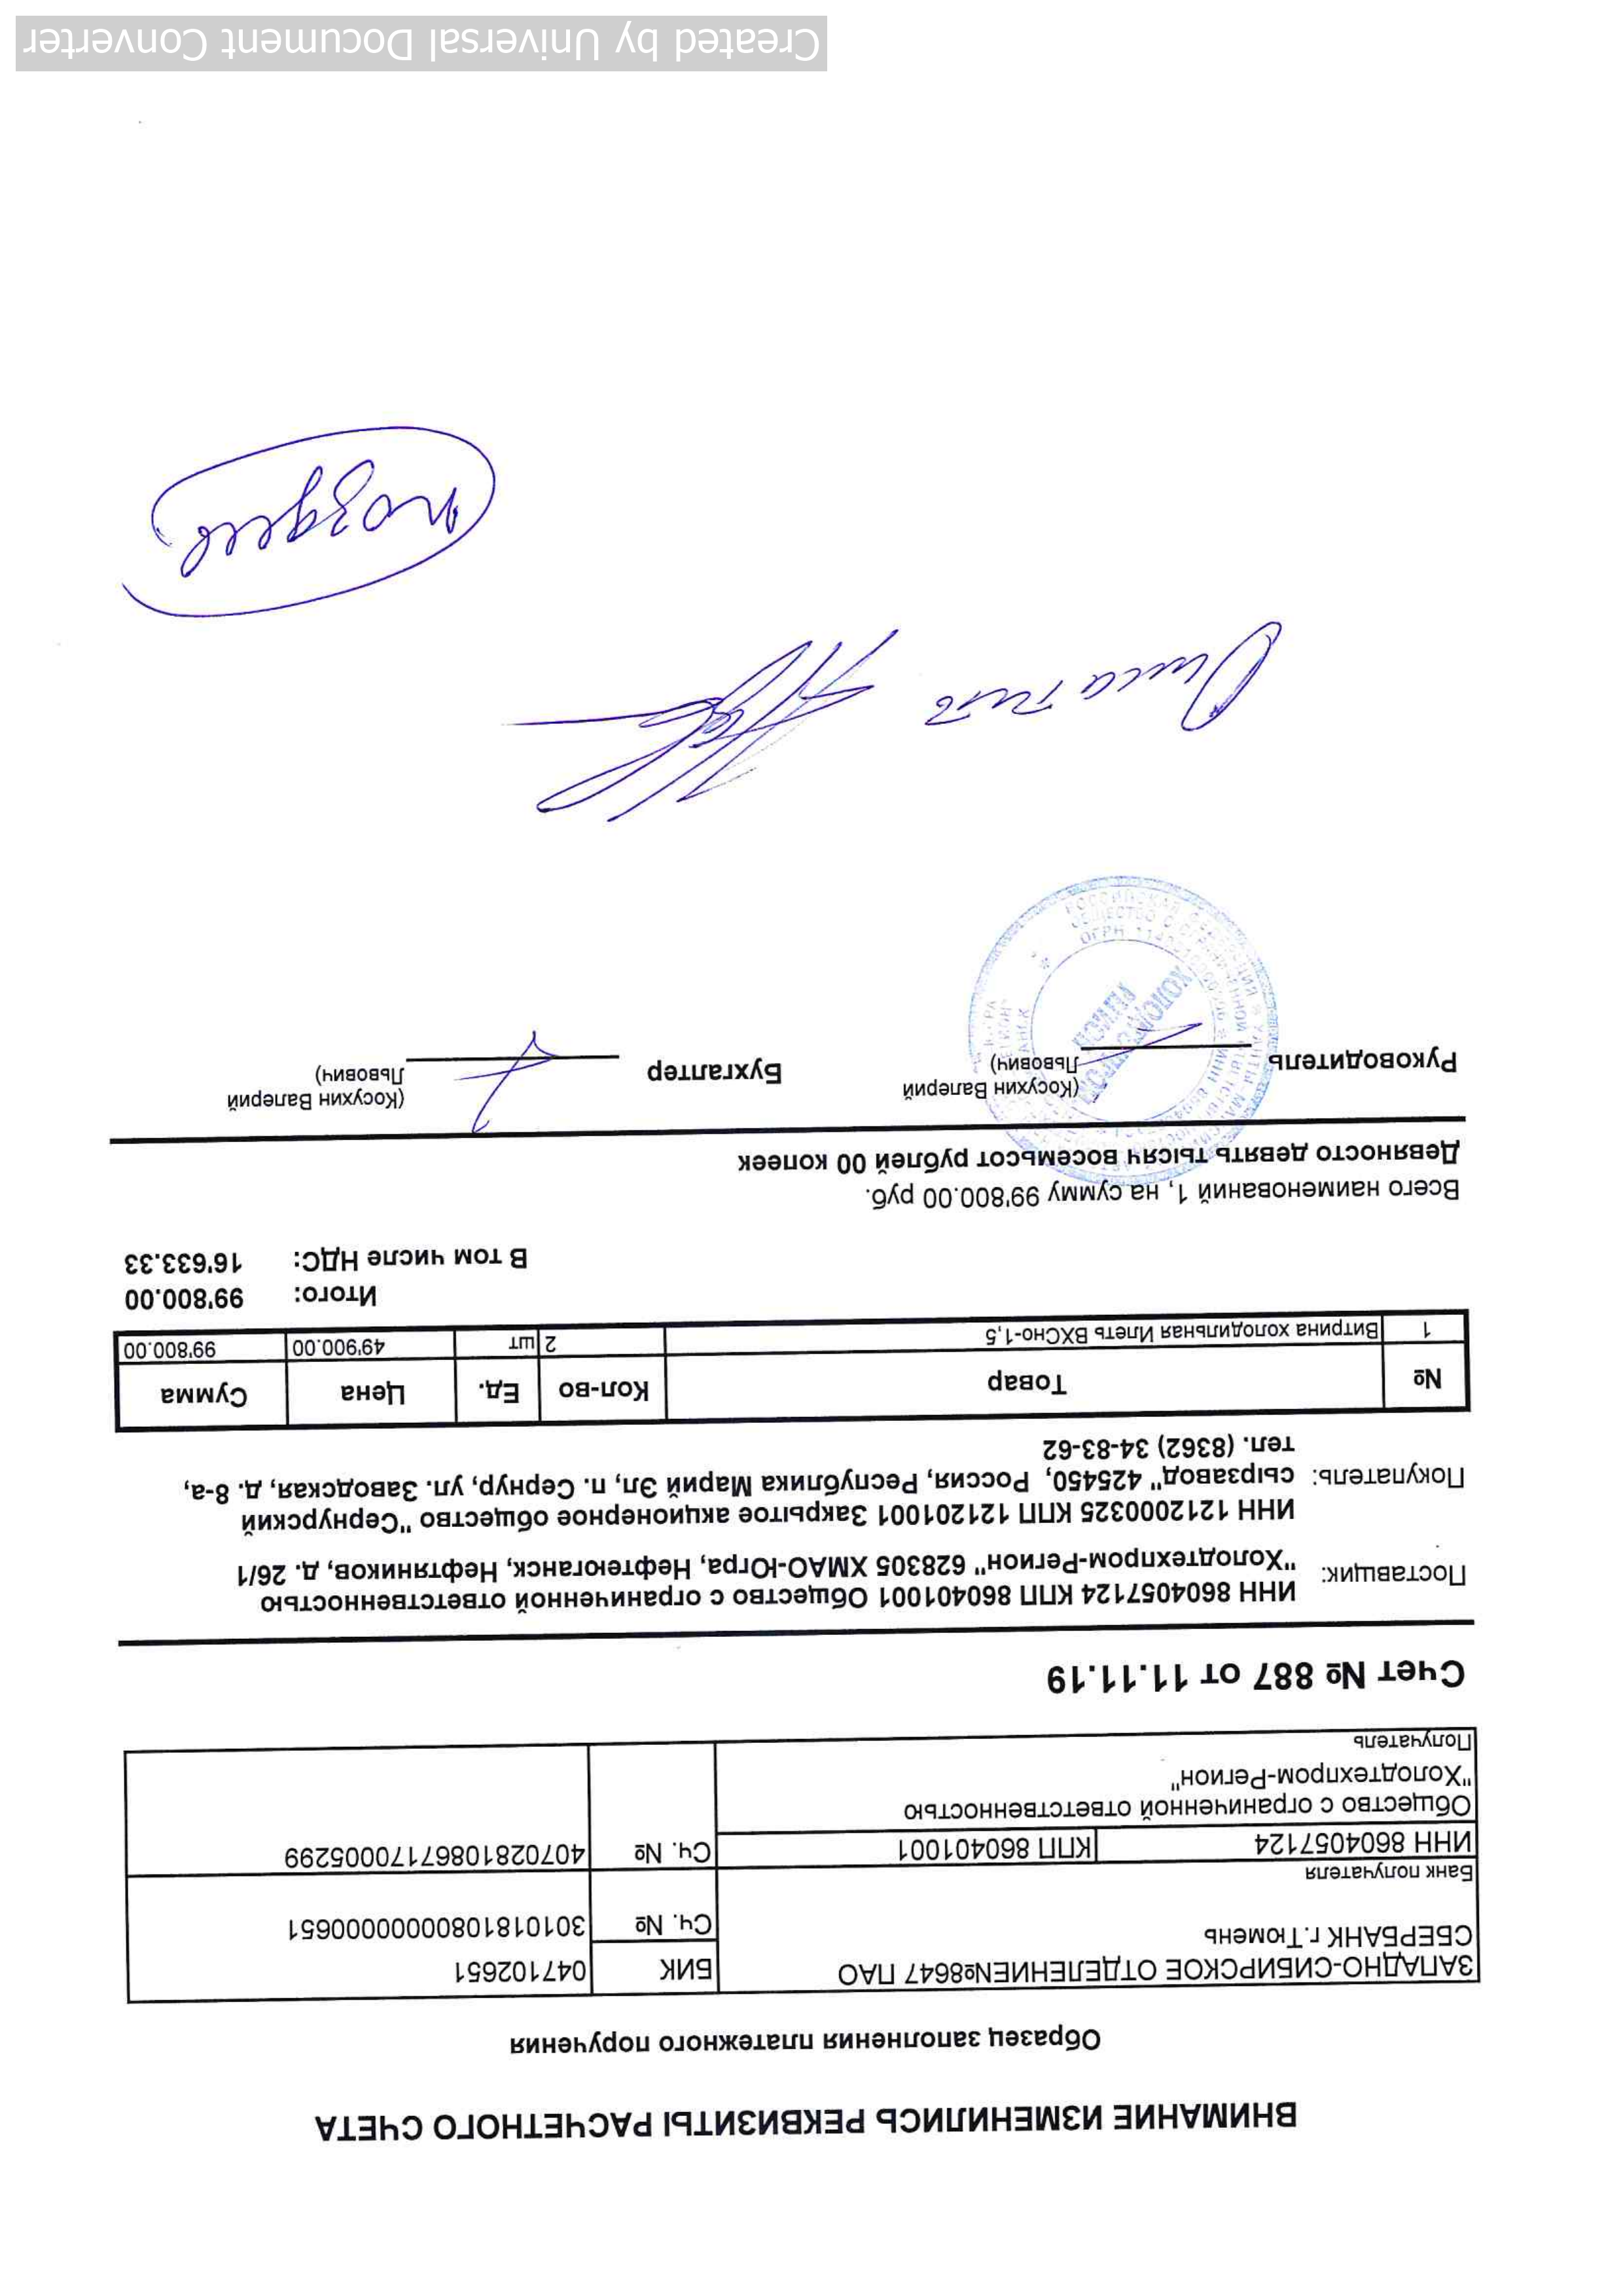 ВНИМАНИЕ ИЗМЕНИЛИСЬ РЕКВИЗИТЫ РАСЧЕТНОГО СЧЕТА
Образец заполнения платежного поручения
ЗАПАДНО-СИБИРСКОЕ ОТДЕЛЕНИЕ№8647 ПАО БИК 047102651
СБЕРБАНК г.Тюмень
Сч. № 30101810800000000651
Банк получателя
ИНН 8604057124 КПП 860401001 Сч. № 40702810867170005299
Общество с ограниченной ответственностью
"Холодтехпром-Регион"
Получатель
Счет № 887 от 11.11.19
Поставщик: ИНН 8604057124 КПП 860401001 Общество с ограниченной ответственностью
"Холодтехпром-Регион" 628305 ХМАО-Югра, Нефтеюганск, Нефтяников, д. 26/1
ИНН 1212000325 КПП 121201001 Закрытое акционерное общество "Сернурский
Покупатель: сырзавод" 425450, Россия, Республика Марий Эл, п. Сернур, ул. Заводская, д. 8-а,
тел. (8362) 34-83-62
№ Товар Кол-во Ед. Цена Сумма
1 Витрина холодильная Илеть ВХСно-1,5 2 шт 49'900.00 99'800.00
Итого: 99'800.00
В том числе НДС: 16'633.33
Всего наименований 1, на сумму 99'800.00 руб.
Девяносто девять тысяч восемьсот рублей 00 копеек
Руководитель (Косухин Валерий Львович) Бухгалтер (Косухин Валерий Львович)
Оплатить
Created by Universal Document Converter